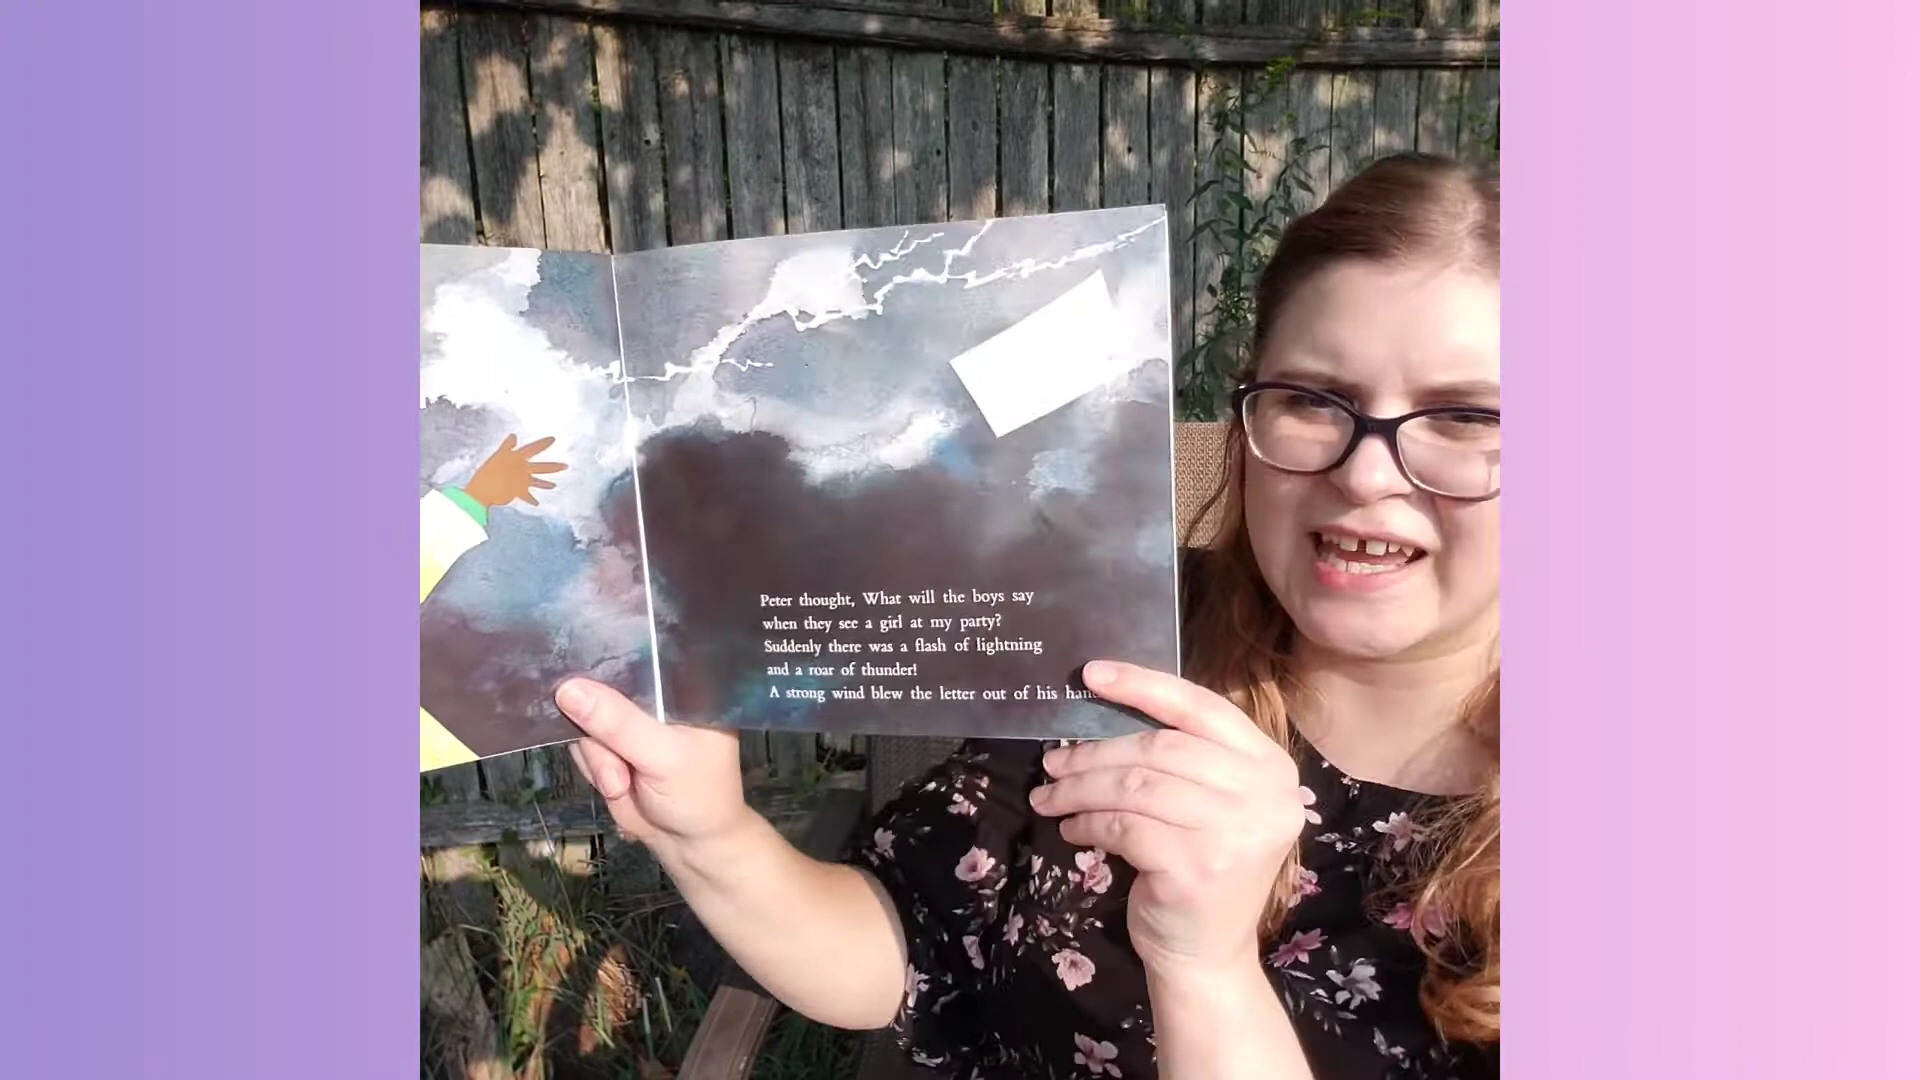 Peter thought, What will the boys say
when they see a girl at my party?
Suddenly there was a flash of lightning
and a roar of thunder!
A strong wind blew the letter out of his